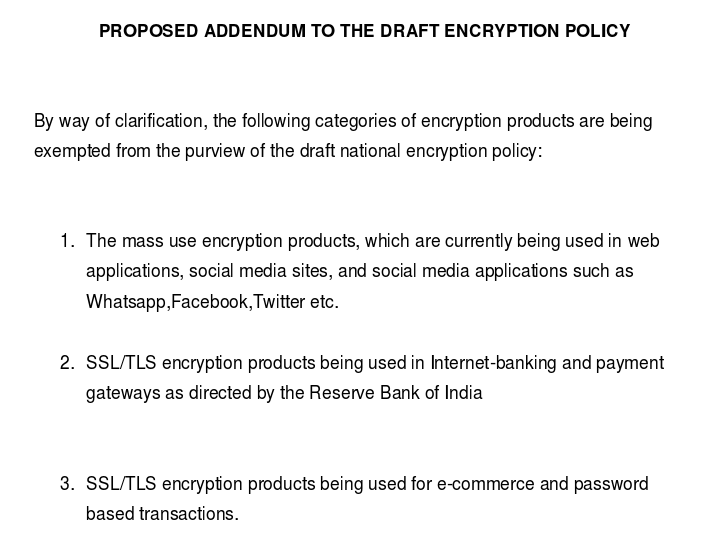 PROPOSED ADDENDUM TO THE DRAFT ENCRYPTION POLICY
By way of clarification, the following categories of encryption products are being
exempted from the purview of the draft national encryption policy:
1. The mass use encryption products, which are currently being used in web
applications, social media sites, and social media applications such as
Whatsapp,Facebook,Twitter etc.
2. SSL/TLS encryption products being used in Internet-banking and payment
gateways as directed by the Reserve Bank of India
3. SSL/TLS encryption products being used for e-commerce and password
based transactions.